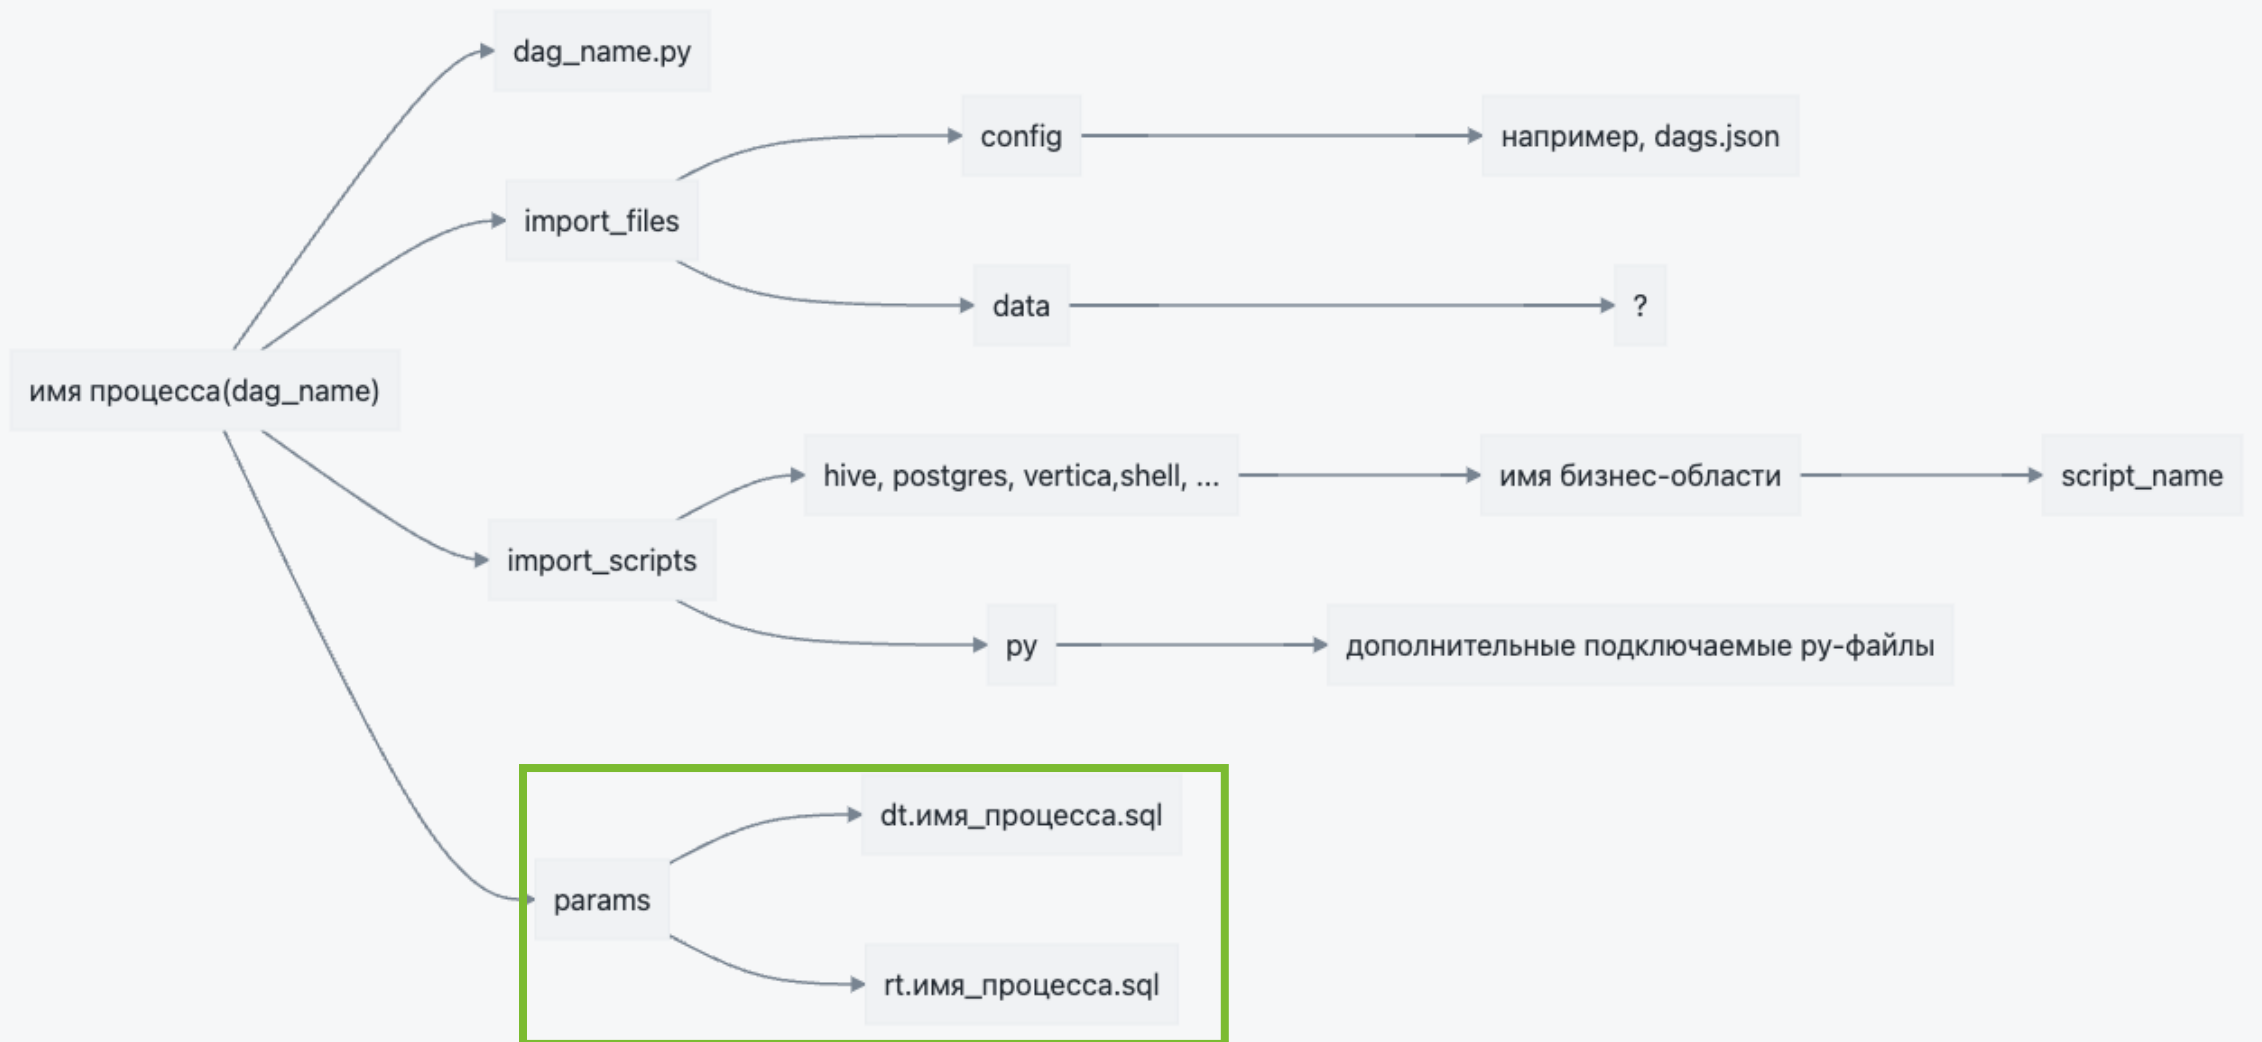 dag_name.py
config
например, dags.json
import_files
data
?
имя процесса(dag_name)
hive, postgres, vertica,shell, ...
имя бизнес-области
script_name
import_scripts
py
дополнительные подключаемые py-файлы
dt.имя_процесса.sql
params
rt.имя_процесса.sql